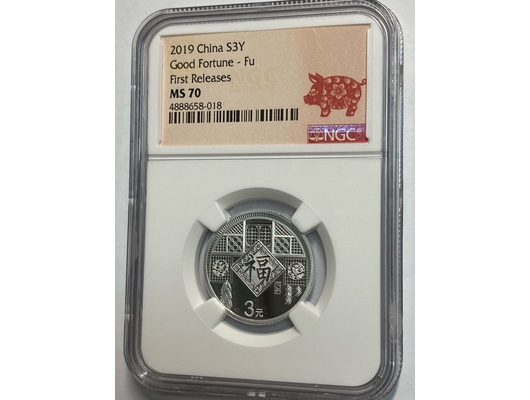 2019 China S3Y
Good Fortune - Fu
First Releases
MS 70
4888658-018
NGC
福
3元